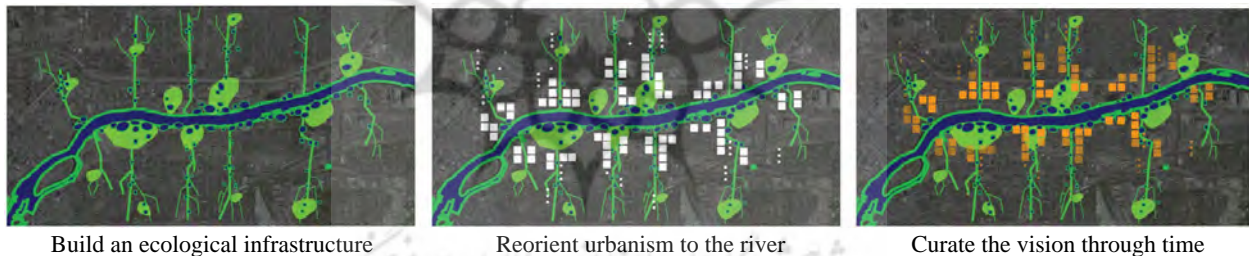 Build an ecological infrastructure
Reorient urbanism to the river
Curate the vision through time